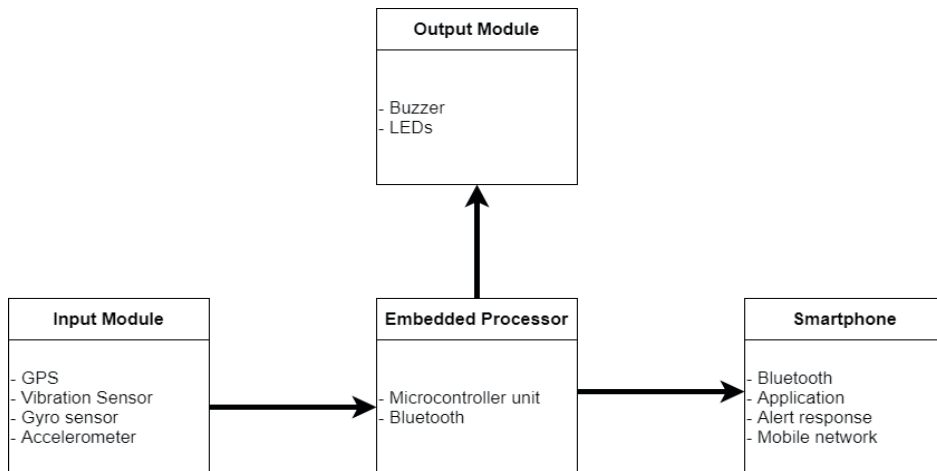 Output Module
- Buzzer
- LEDs
Input Module
- GPS
- Vibration Sensor
- Gyro sensor
- Accelerometer
Embedded Processor
- Microcontroller unit
- Bluetooth
Smartphone
- Bluetooth
- Application
- Alert response
- Mobile network